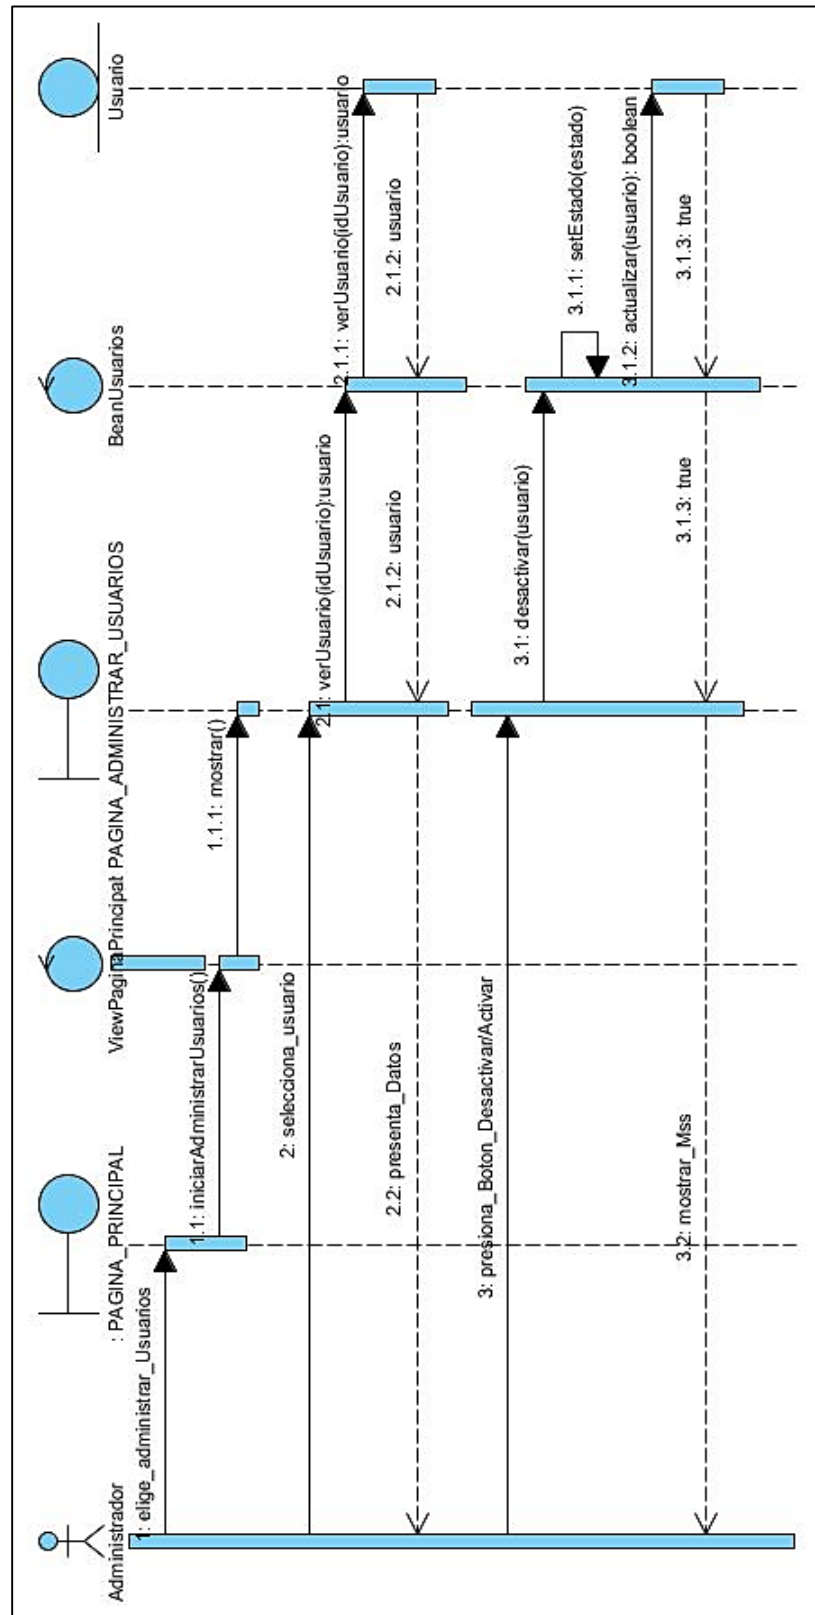 Administrador
: PAGINA_PRINCIPAL
ViewPaginaPrincipal
PAGINA_ADMINISTRAR_USUARIOS
BeanUsuarios
Usuario
1: elige_administrar_Usuarios
1.1: iniciarAdministrarUsuarios()
1.1.1: mostrar()
2: selecciona_usuario
2.1: verUsuario(idUsuario):usuario
2.1.1: verUsuario(idUsuario):usuario
2.2: presenta_Datos
2.1.2: usuario
2.1.2: usuario
3: presiona_Boton_Desactivar/Activar
3.1: desactivar(usuario)
3.1.1: setEstado(estado)
3.1.2: actualizar(usuario): boolean
3.2: mostrar_Mss
3.1.3: true
3.1.3: true